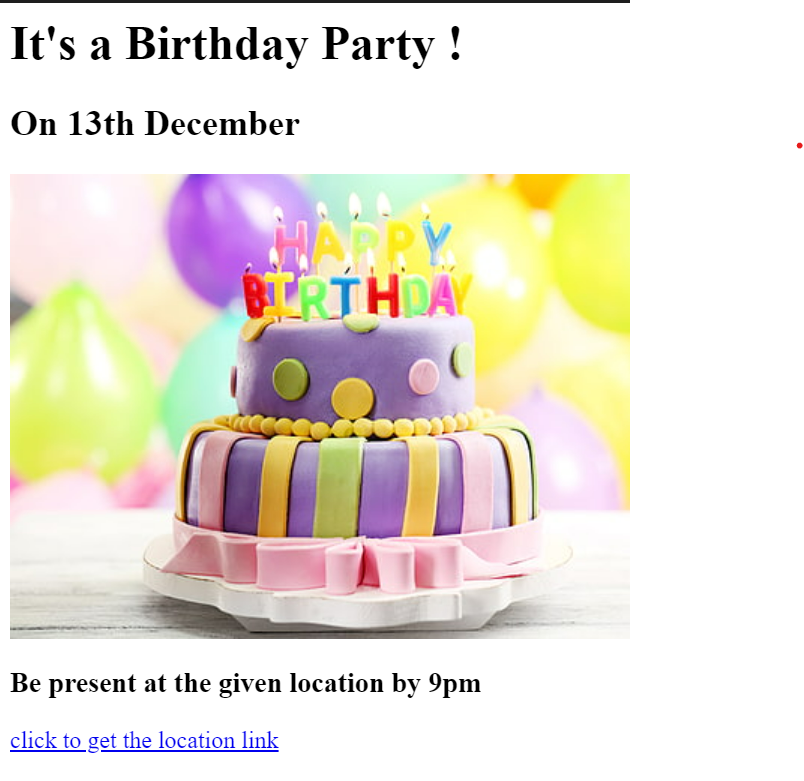 It's a Birthday Party !
On 13th December
HAPPY
BIRTHDAY
Be present at the given location by 9pm
click to get the location link